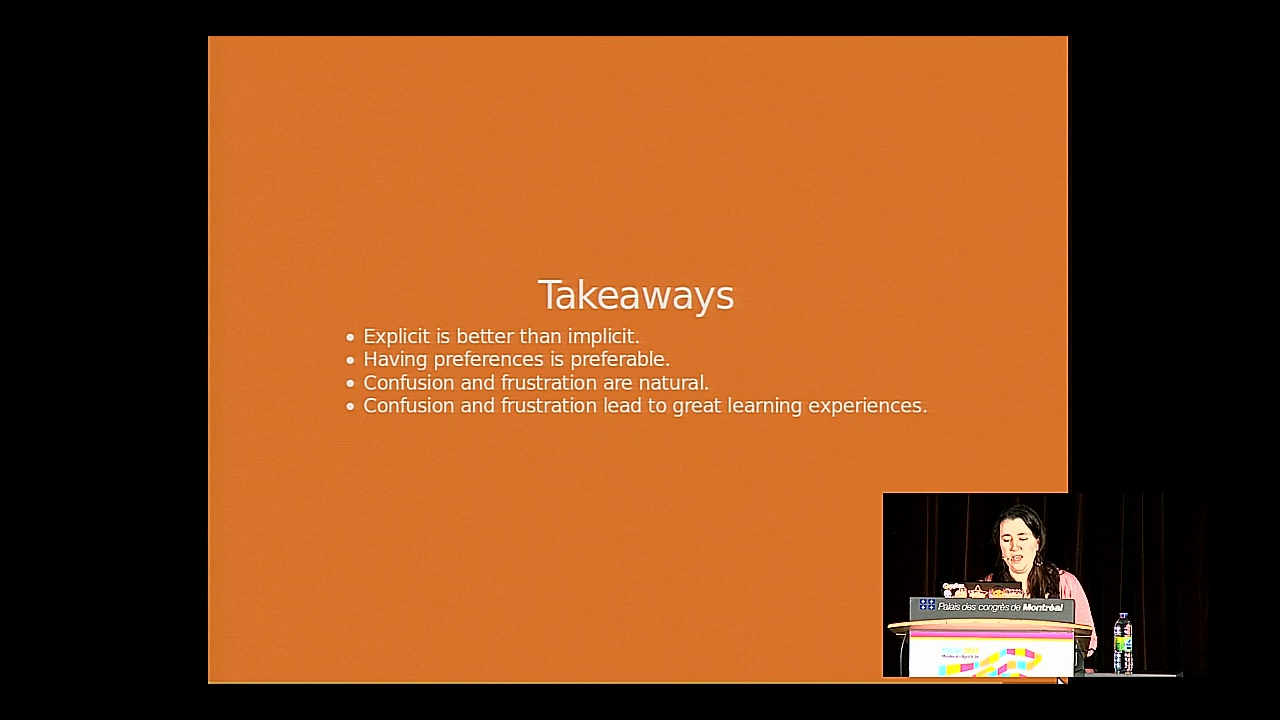 Takeaways
Explicit is better than implicit.
Having preferences is preferable.
Confusion and frustration are natural.
Confusion and frustration lead to great learning experiences.
Palais des congrès de Montréal